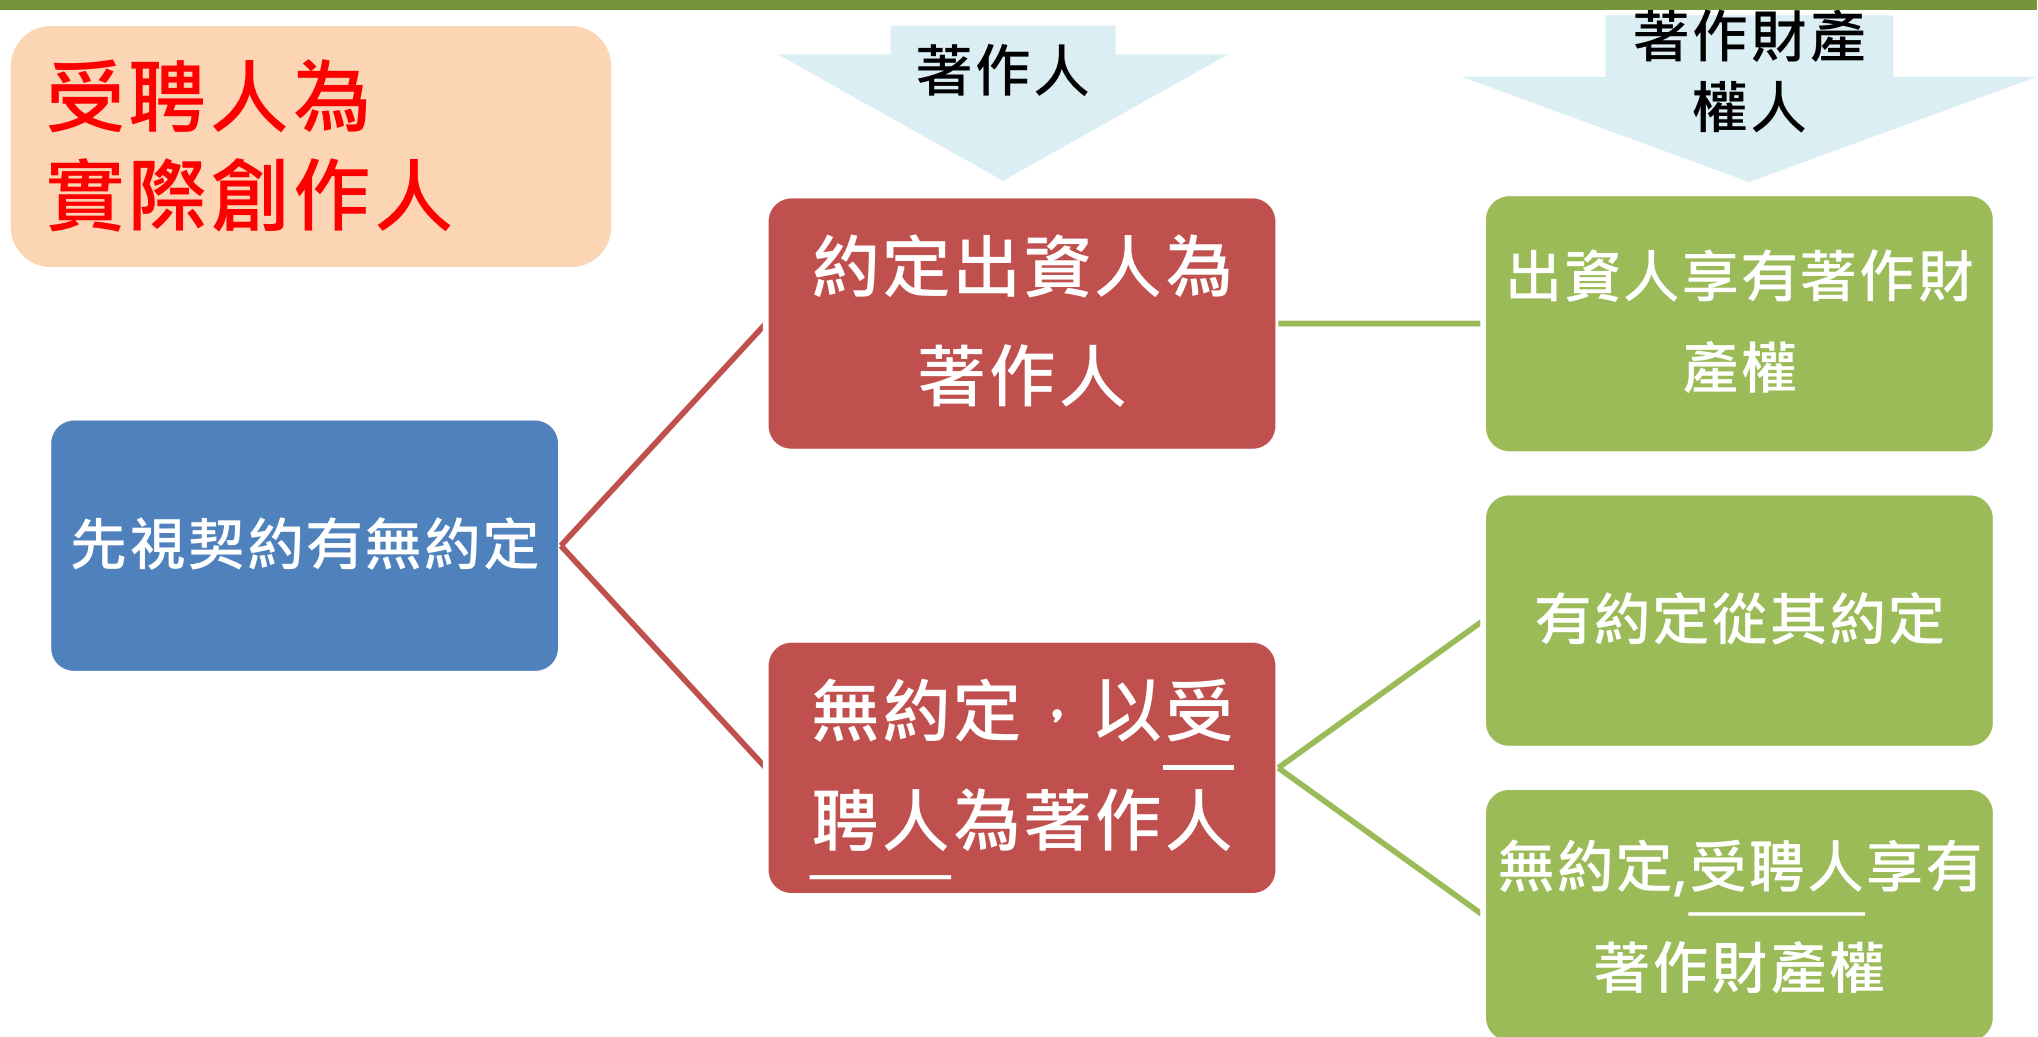 受聘人為
實際創作人
著作人
著作財產
權人
先視契約有無約定
約定出資人為
著作人
出資人享有著作財
產權
無約定，以受
聘人為著作人
有約定從其約定
無約定,受聘人享有
著作財產權